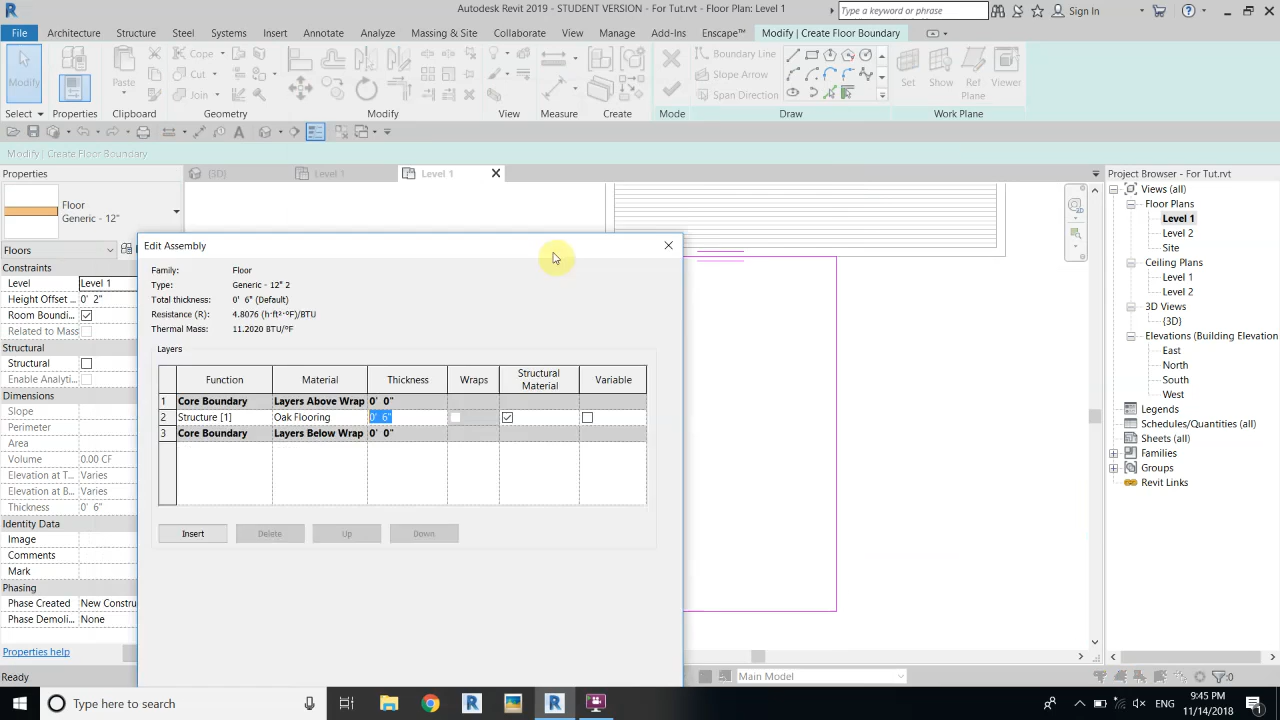 Autodesk Revit 2019 - STUDENT VERSION - For Tut.rvt - Floor Plan: Level 1
Type a keyword or phrase
Sign In
File Architecture Structure Steel Systems Insert Annotate Analyze Massing & Site Collaborate View Manage Add-Ins Enscape™ Modify | Create Floor Boundary
Modify
Paste
Cope
Cut
Join
Boundary Line
Slope Arrow
Span Direction
Set Show Ref Plane Viewer
Select Properties Clipboard Geometry Modify View Measure Create Mode Draw Work Plane
Modify | Create Floor Boundary
Properties
{3D}
Level 1
Level 1
Project Browser - For Tut.rvt
Floor
Generic - 12"
Floors
Constraints
Level Level 1
Height Offset ... 0' 2"
Room Boundi...
Related to Mass
Structural
Structural
Enable Analyti...
Dimensions
Slope
Perimeter
Area
Volume 0.00 CF
Elevation at T... Varies
Elevation at B... Varies
Thickness 0' 6"
Identity Data
Image
Comments
Mark
Phasing
Phase Created New Constru
Phase Demoli... None
Properties help
Ready
Edit Assembly
Family: Floor
Type: Generic - 12" 2
Total thickness: 0' 6" (Default)
Resistance (R): 4.8076 (h·ft²·ºF)/BTU
Thermal Mass: 11.2020 BTU/ºF
Layers
Function Material Thickness Wraps Structural Material Variable
1 Core Boundary Layers Above Wrap 0' 0"
2 Structure [1] Oak Flooring 0' 6"
3 Core Boundary Layers Below Wrap 0' 0"
Insert Delete Up Down
Views (all)
Floor Plans
Level 1
Level 2
Site
Ceiling Plans
Level 1
Level 2
3D Views
{3D}
Elevations (Building Elevation
East
North
South
West
Legends
Schedules/Quantities (all)
Sheets (all)
Families
Groups
Revit Links
Main Model
:0
Type here to search
ENG
9:45 PM
11/14/2018